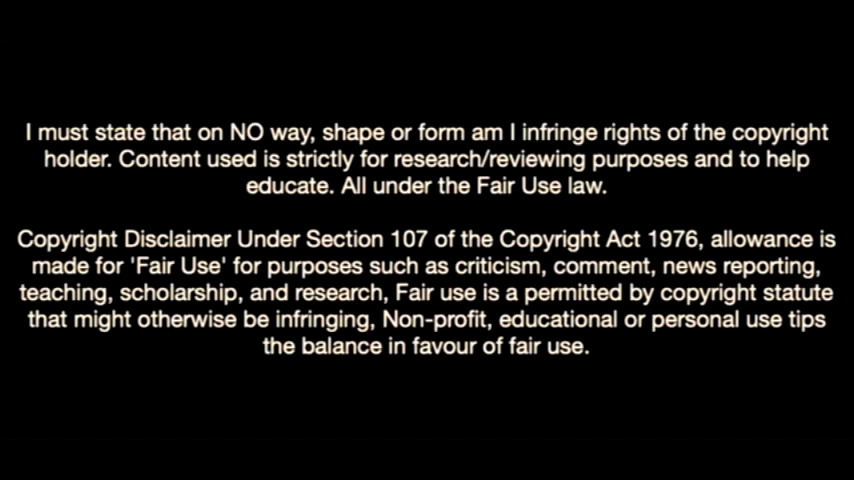 I must state that on NO way, shape or form am I infringe rights of the copyright
holder. Content used is strictly for research/reviewing purposes and to help
educate. All under the Fair Use law.
Copyright Disclaimer Under Section 107 of the Copyright Act 1976, allowance is
made for 'Fair Use' for purposes such as criticism, comment, news reporting,
teaching, scholarship, and research, Fair use is a permitted by copyright statute
that might otherwise be infringing, Non-profit, educational or personal use tips
the balance in favour of fair use.